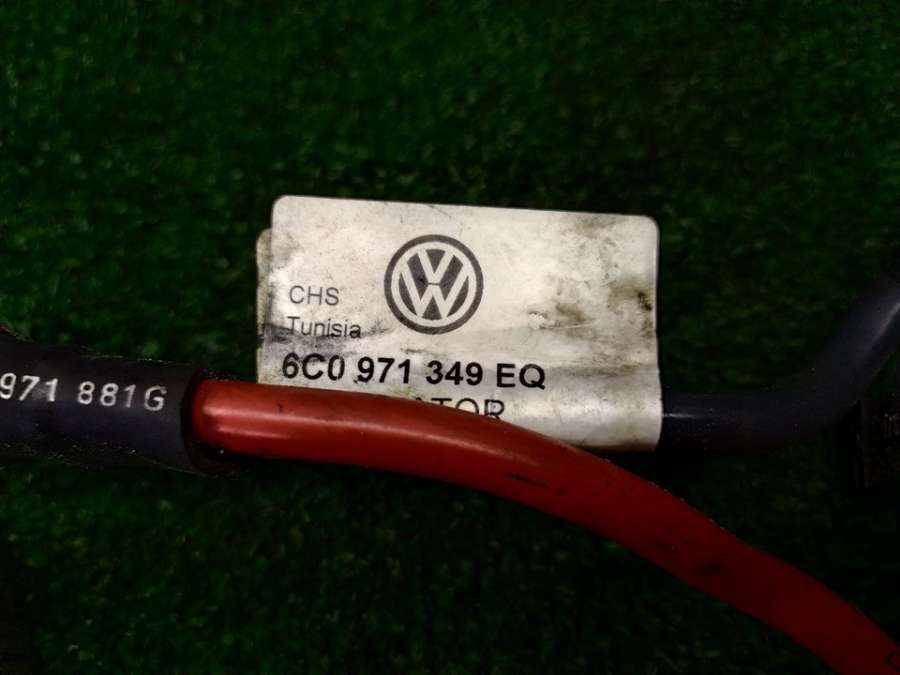 CHS
Tunisia
6C0 971 349 EQ
971 881G